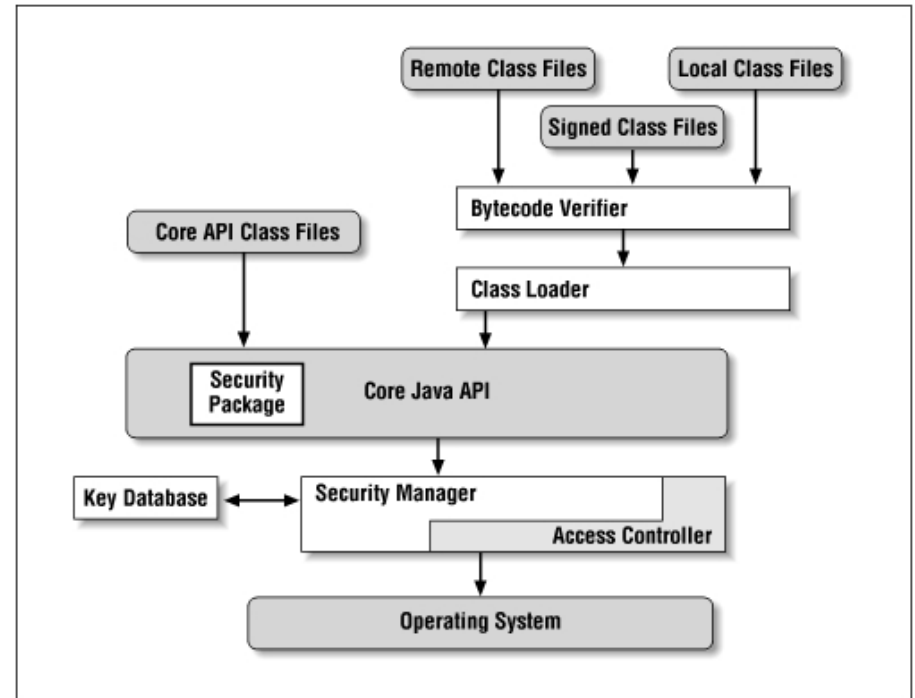 Remote Class Files
Local Class Files
Signed Class Files
Bytecode Verifier
Core API Class Files
Class Loader
Security
Package
Core Java API
Key Database
Security Manager
Access Controller
Operating System